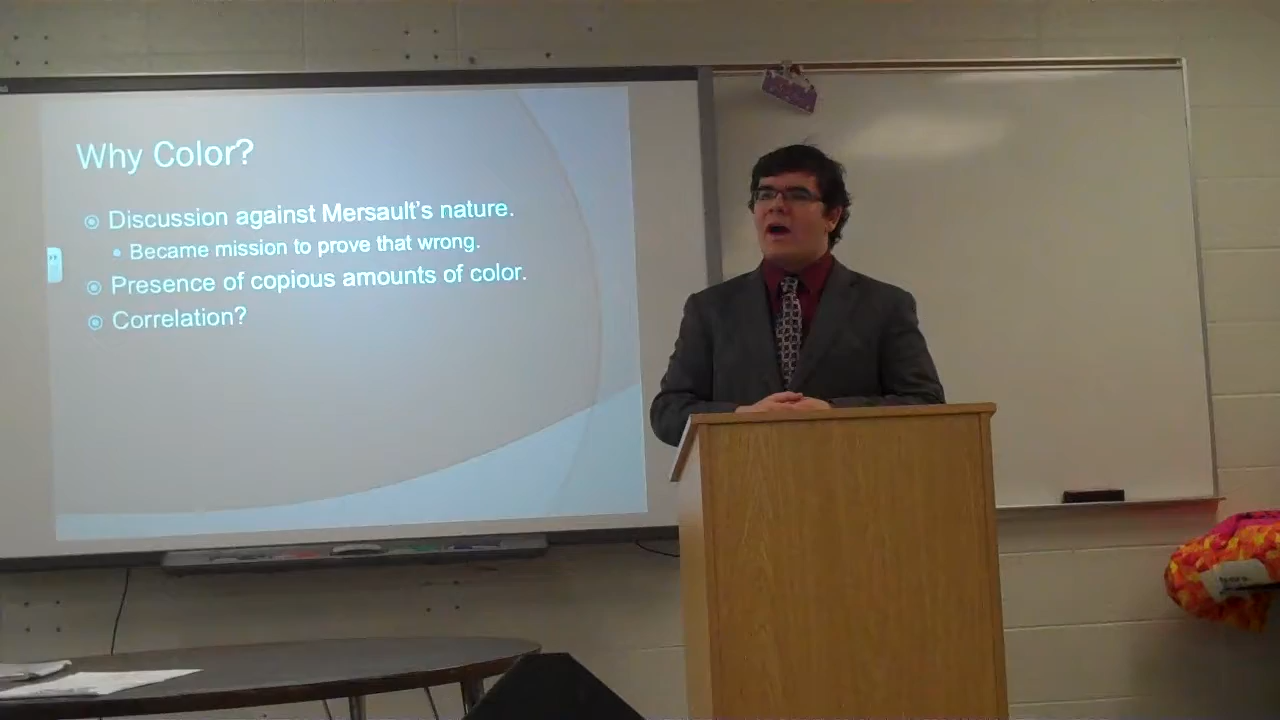 Why Color?
Discussion against Mersault's nature.
Became mission to prove that wrong.
Presence of copious amounts of color.
Correlation?